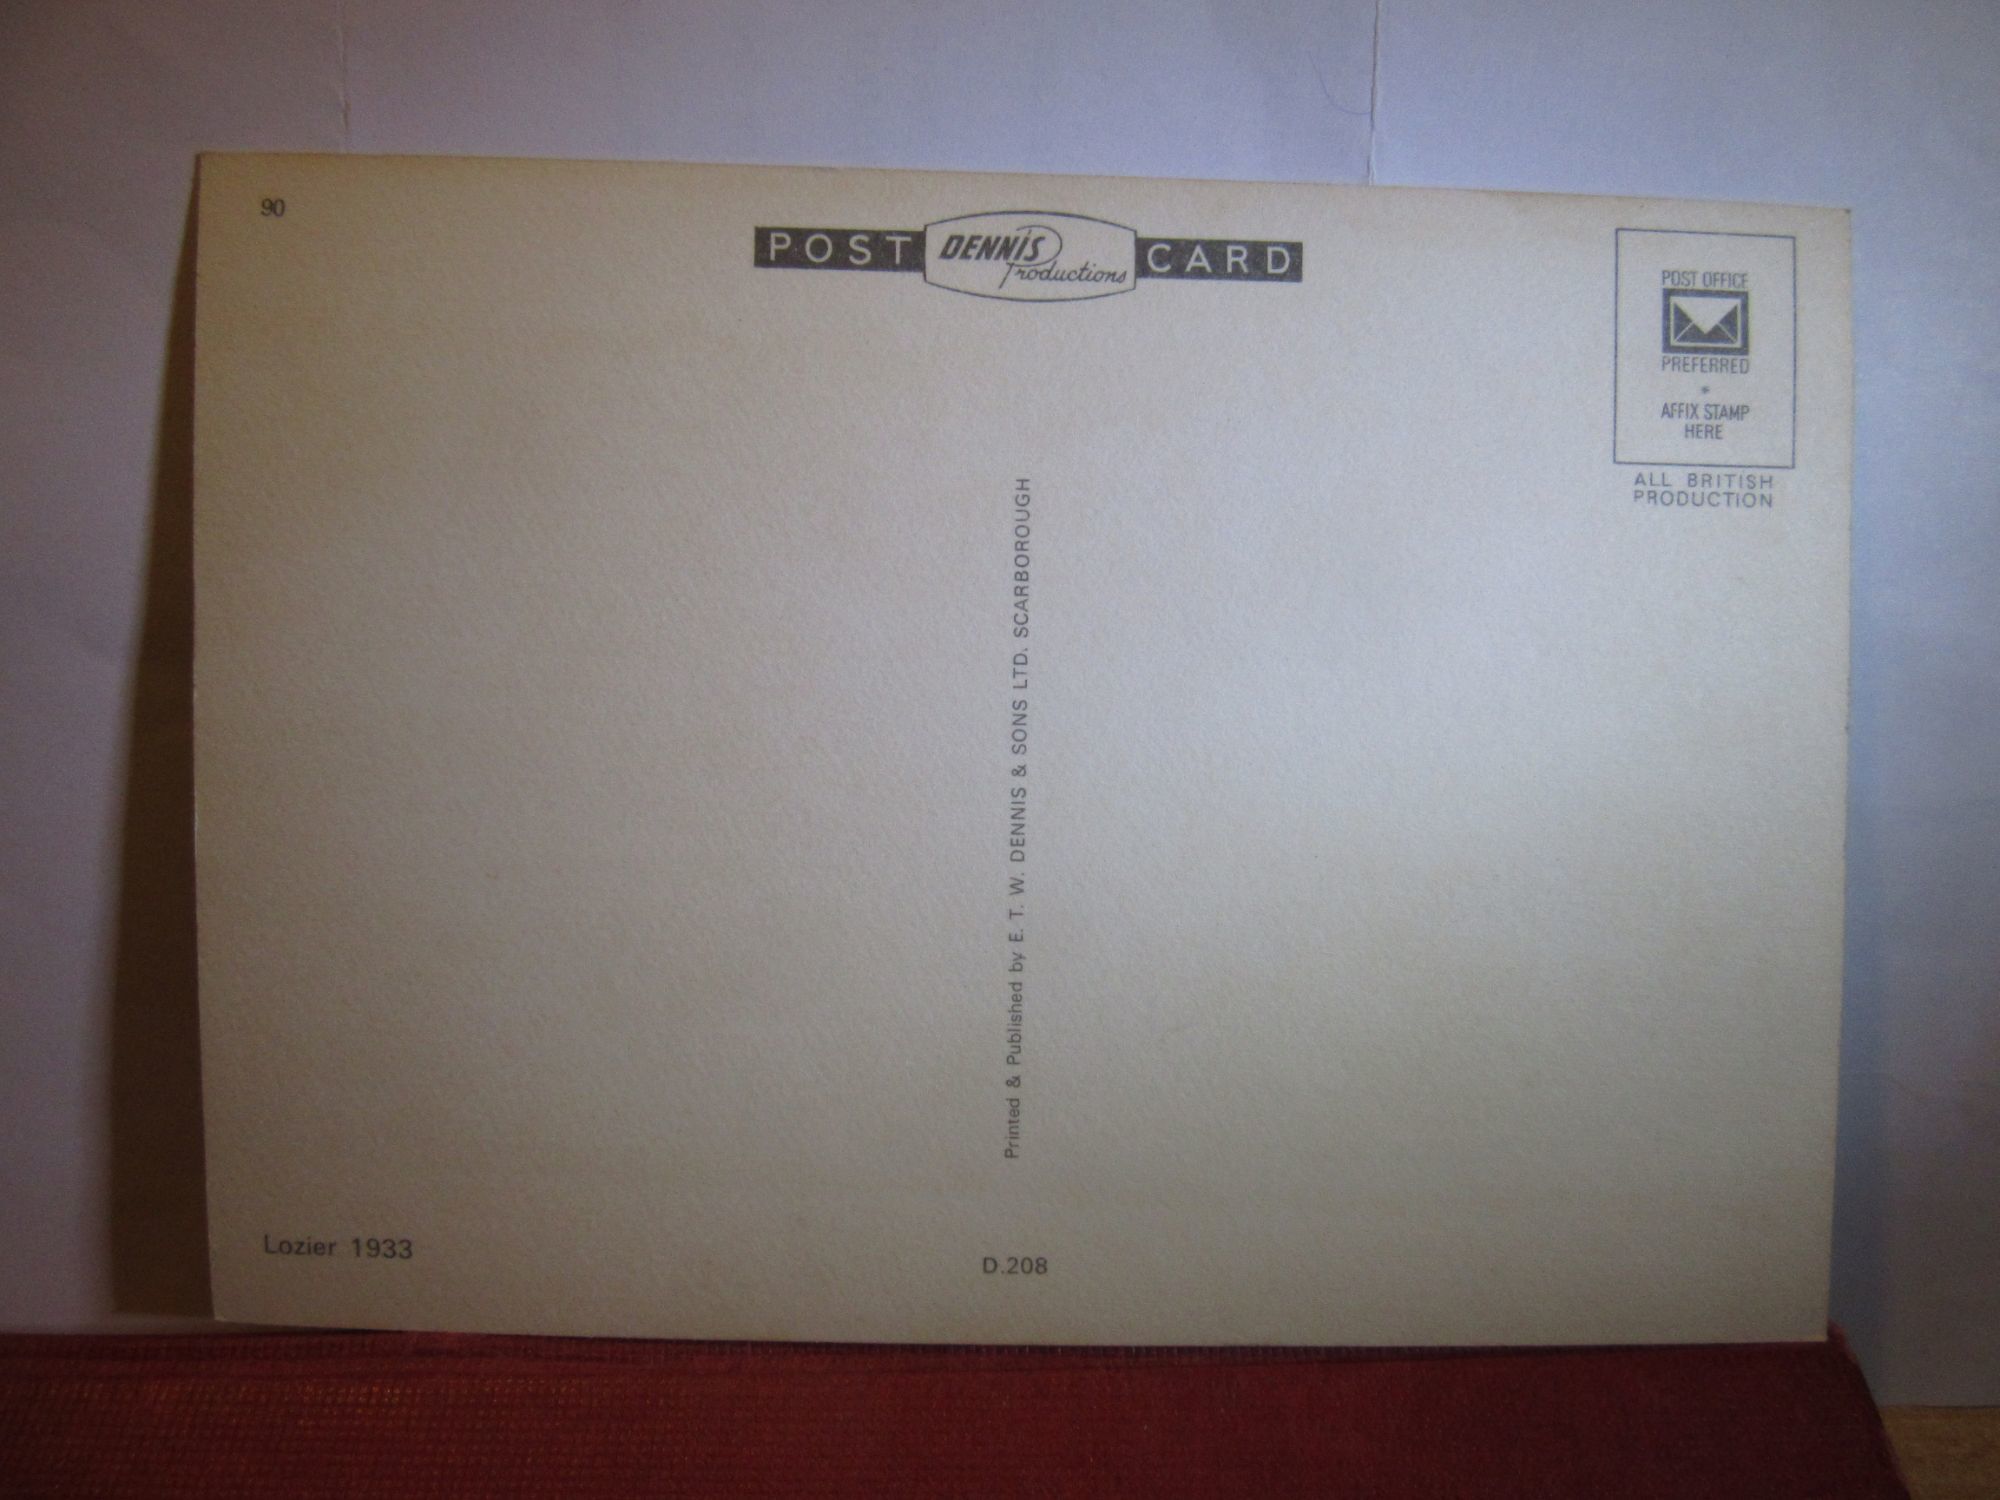 90
POST DENNIS Productions CARD
POST OFFICE
PREFERRED
*
AFFIX STAMP
HERE
ALL BRITISH
PRODUCTION
Printed & Published by E. T. W. DENNIS & SONS LTD. SCARBOROUGH
Lozier 1933
D.208